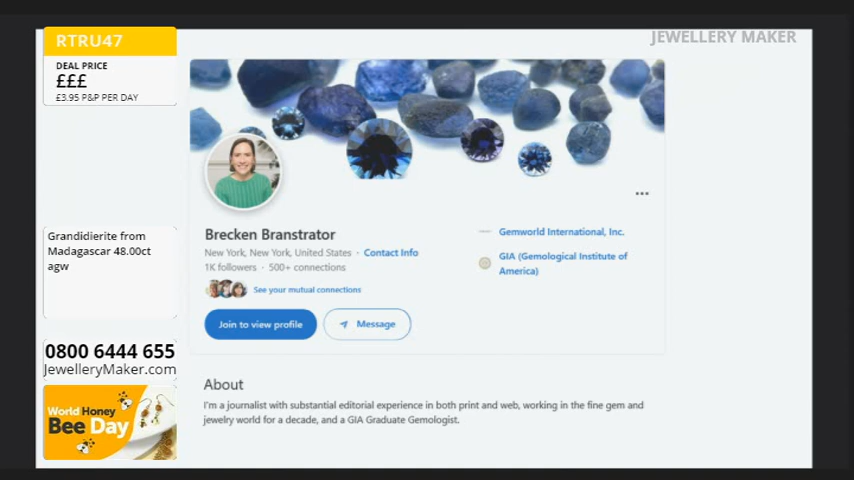 RTRU47
JEWELLERY MAKER
DEAL PRICE
£££
£3.95 P&P PER DAY
Grandidierite from
Madagascar 48.00ct
agw
0800 6444 655
JewelleryMaker.com
World Honey
Bee Day
Brecken Branstrator
New York, New York, United States · Contact Info
1K followers · 500+ connections
See your mutual connections
Join to view profile
Message
Gemworld International, Inc.
GIA (Gemological Institute of
America)
About
I'm a journalist with substantial editorial experience in both print and web, working in the fine gem and
jewelry world for a decade, and a GIA Graduate Gemologist.